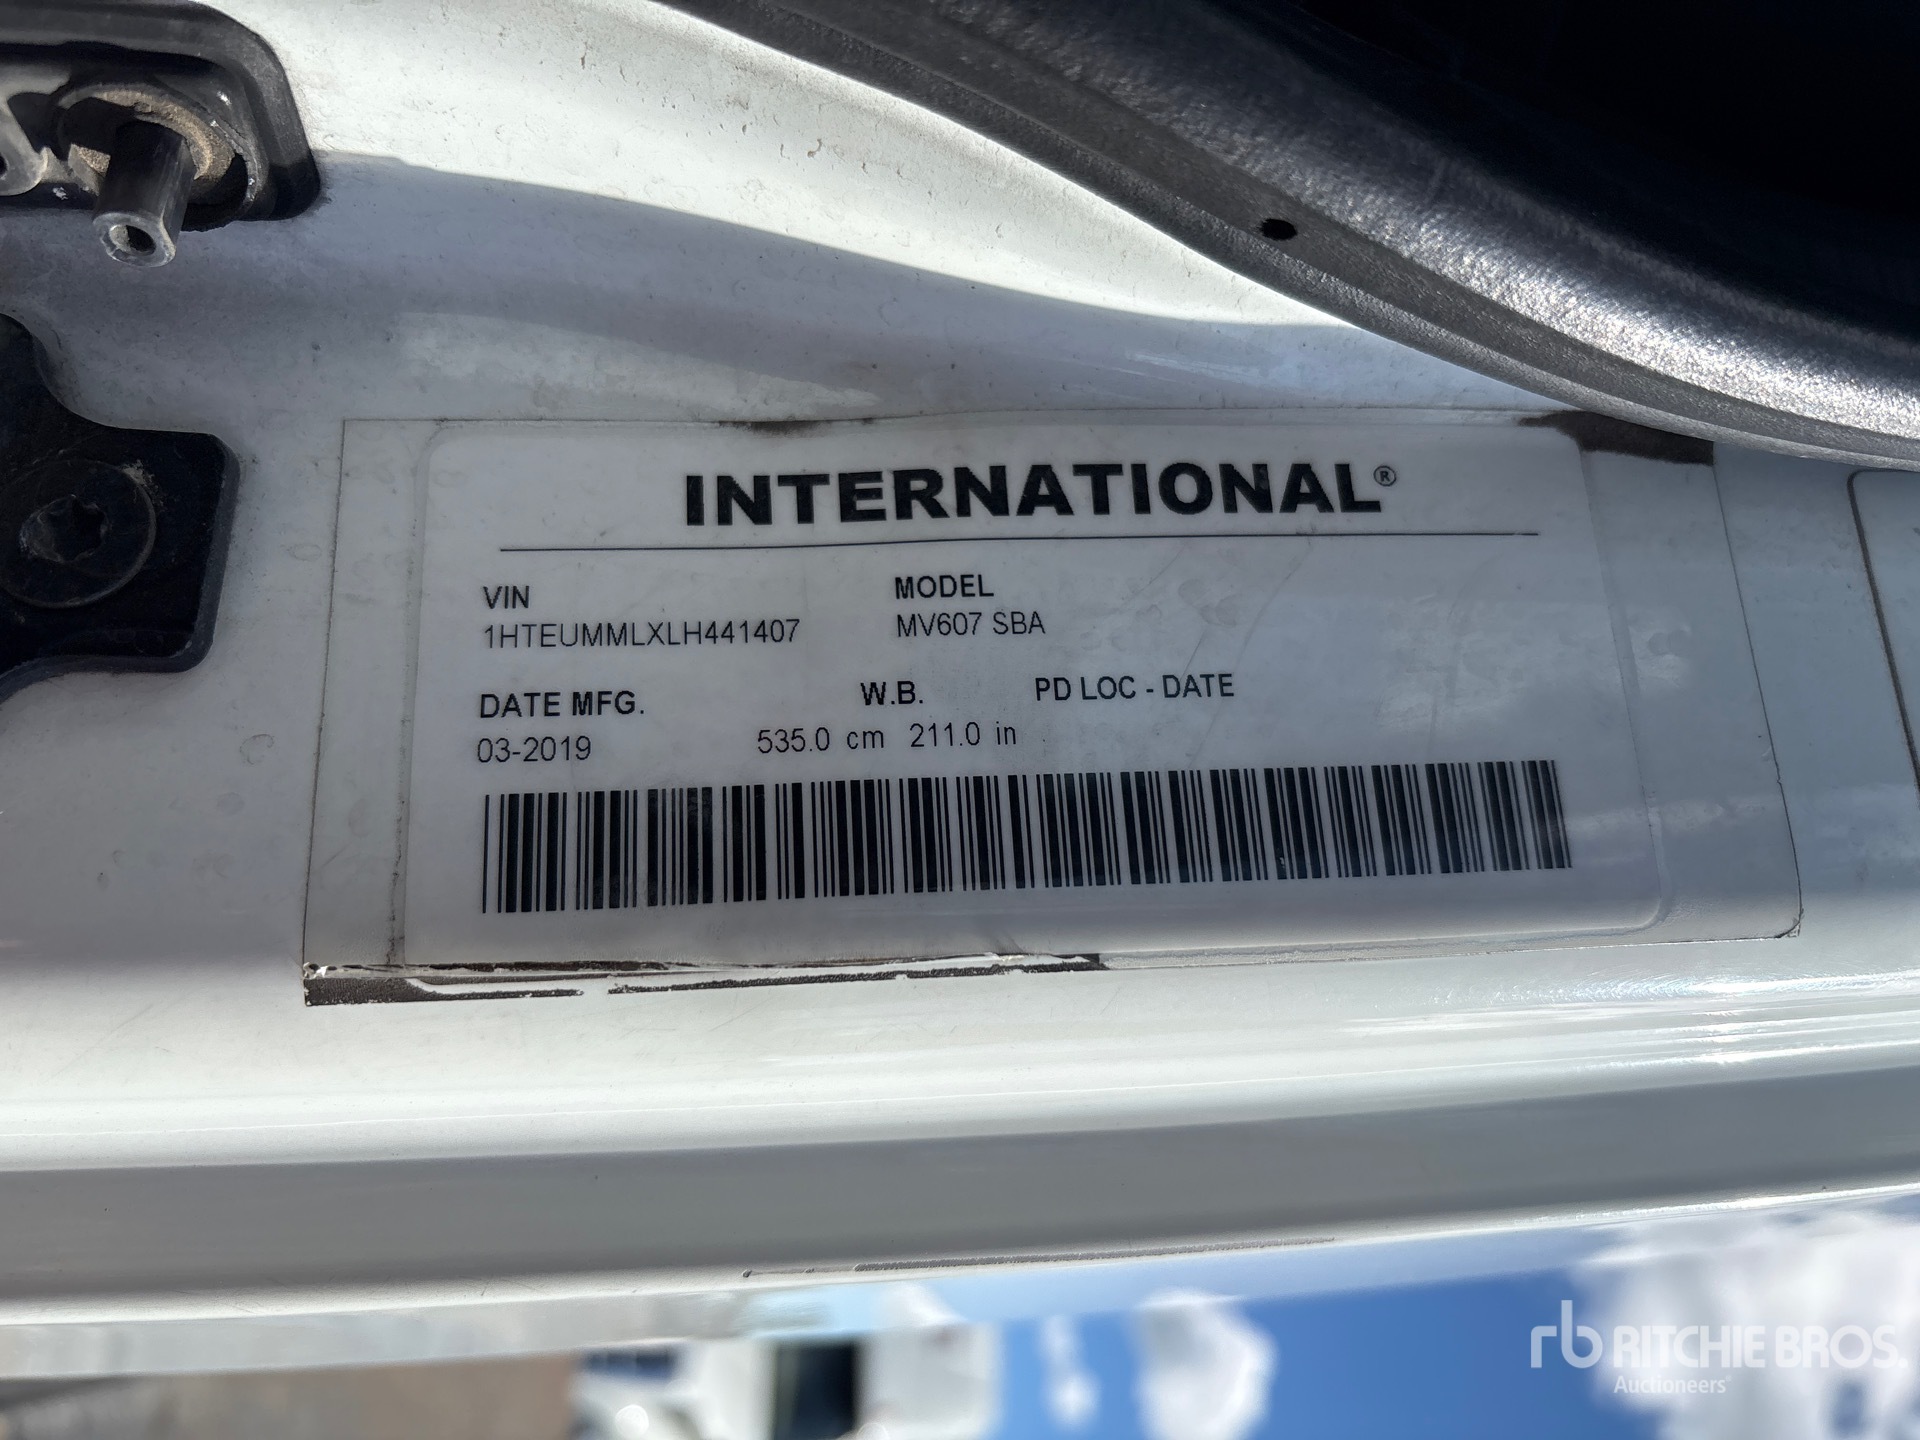 INTERNATIONAL®
VIN MODEL
1HTEUMMLXLH441407 MV607 SBA
DATE MFG. W.B. PD LOC - DATE
03-2019 535.0 cm 211.0 in
rb RITCHIE BROS.
Auctioneers